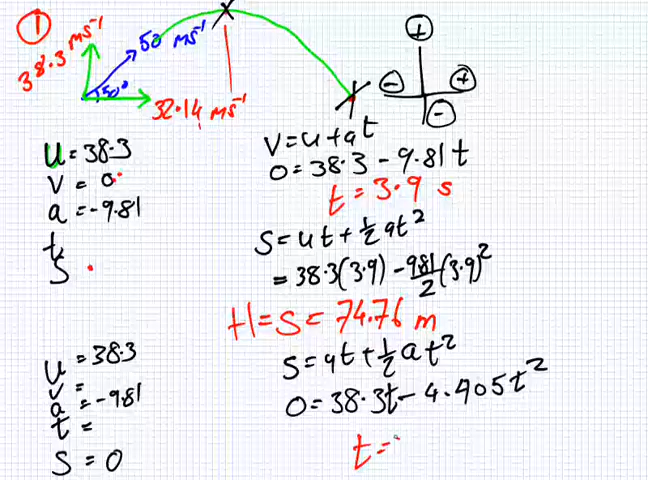 ①
38.3 ms⁻¹
50 ms⁻¹
50°
32.14 ms⁻¹
+
- +
-
u = 38.3
v = 0
a = -9.81
t
s
v = u + at
0 = 38.3 - 9.81t
t = 3.9 s
s = ut + ½at²
= 38.3(3.9) - 9.81/2 (3.9)²
H = s = 74.76 m
u = 38.3
v =
a = -9.81
t =
s = 0
s = ut + ½at²
0 = 38.3t - 4.905t²
t =